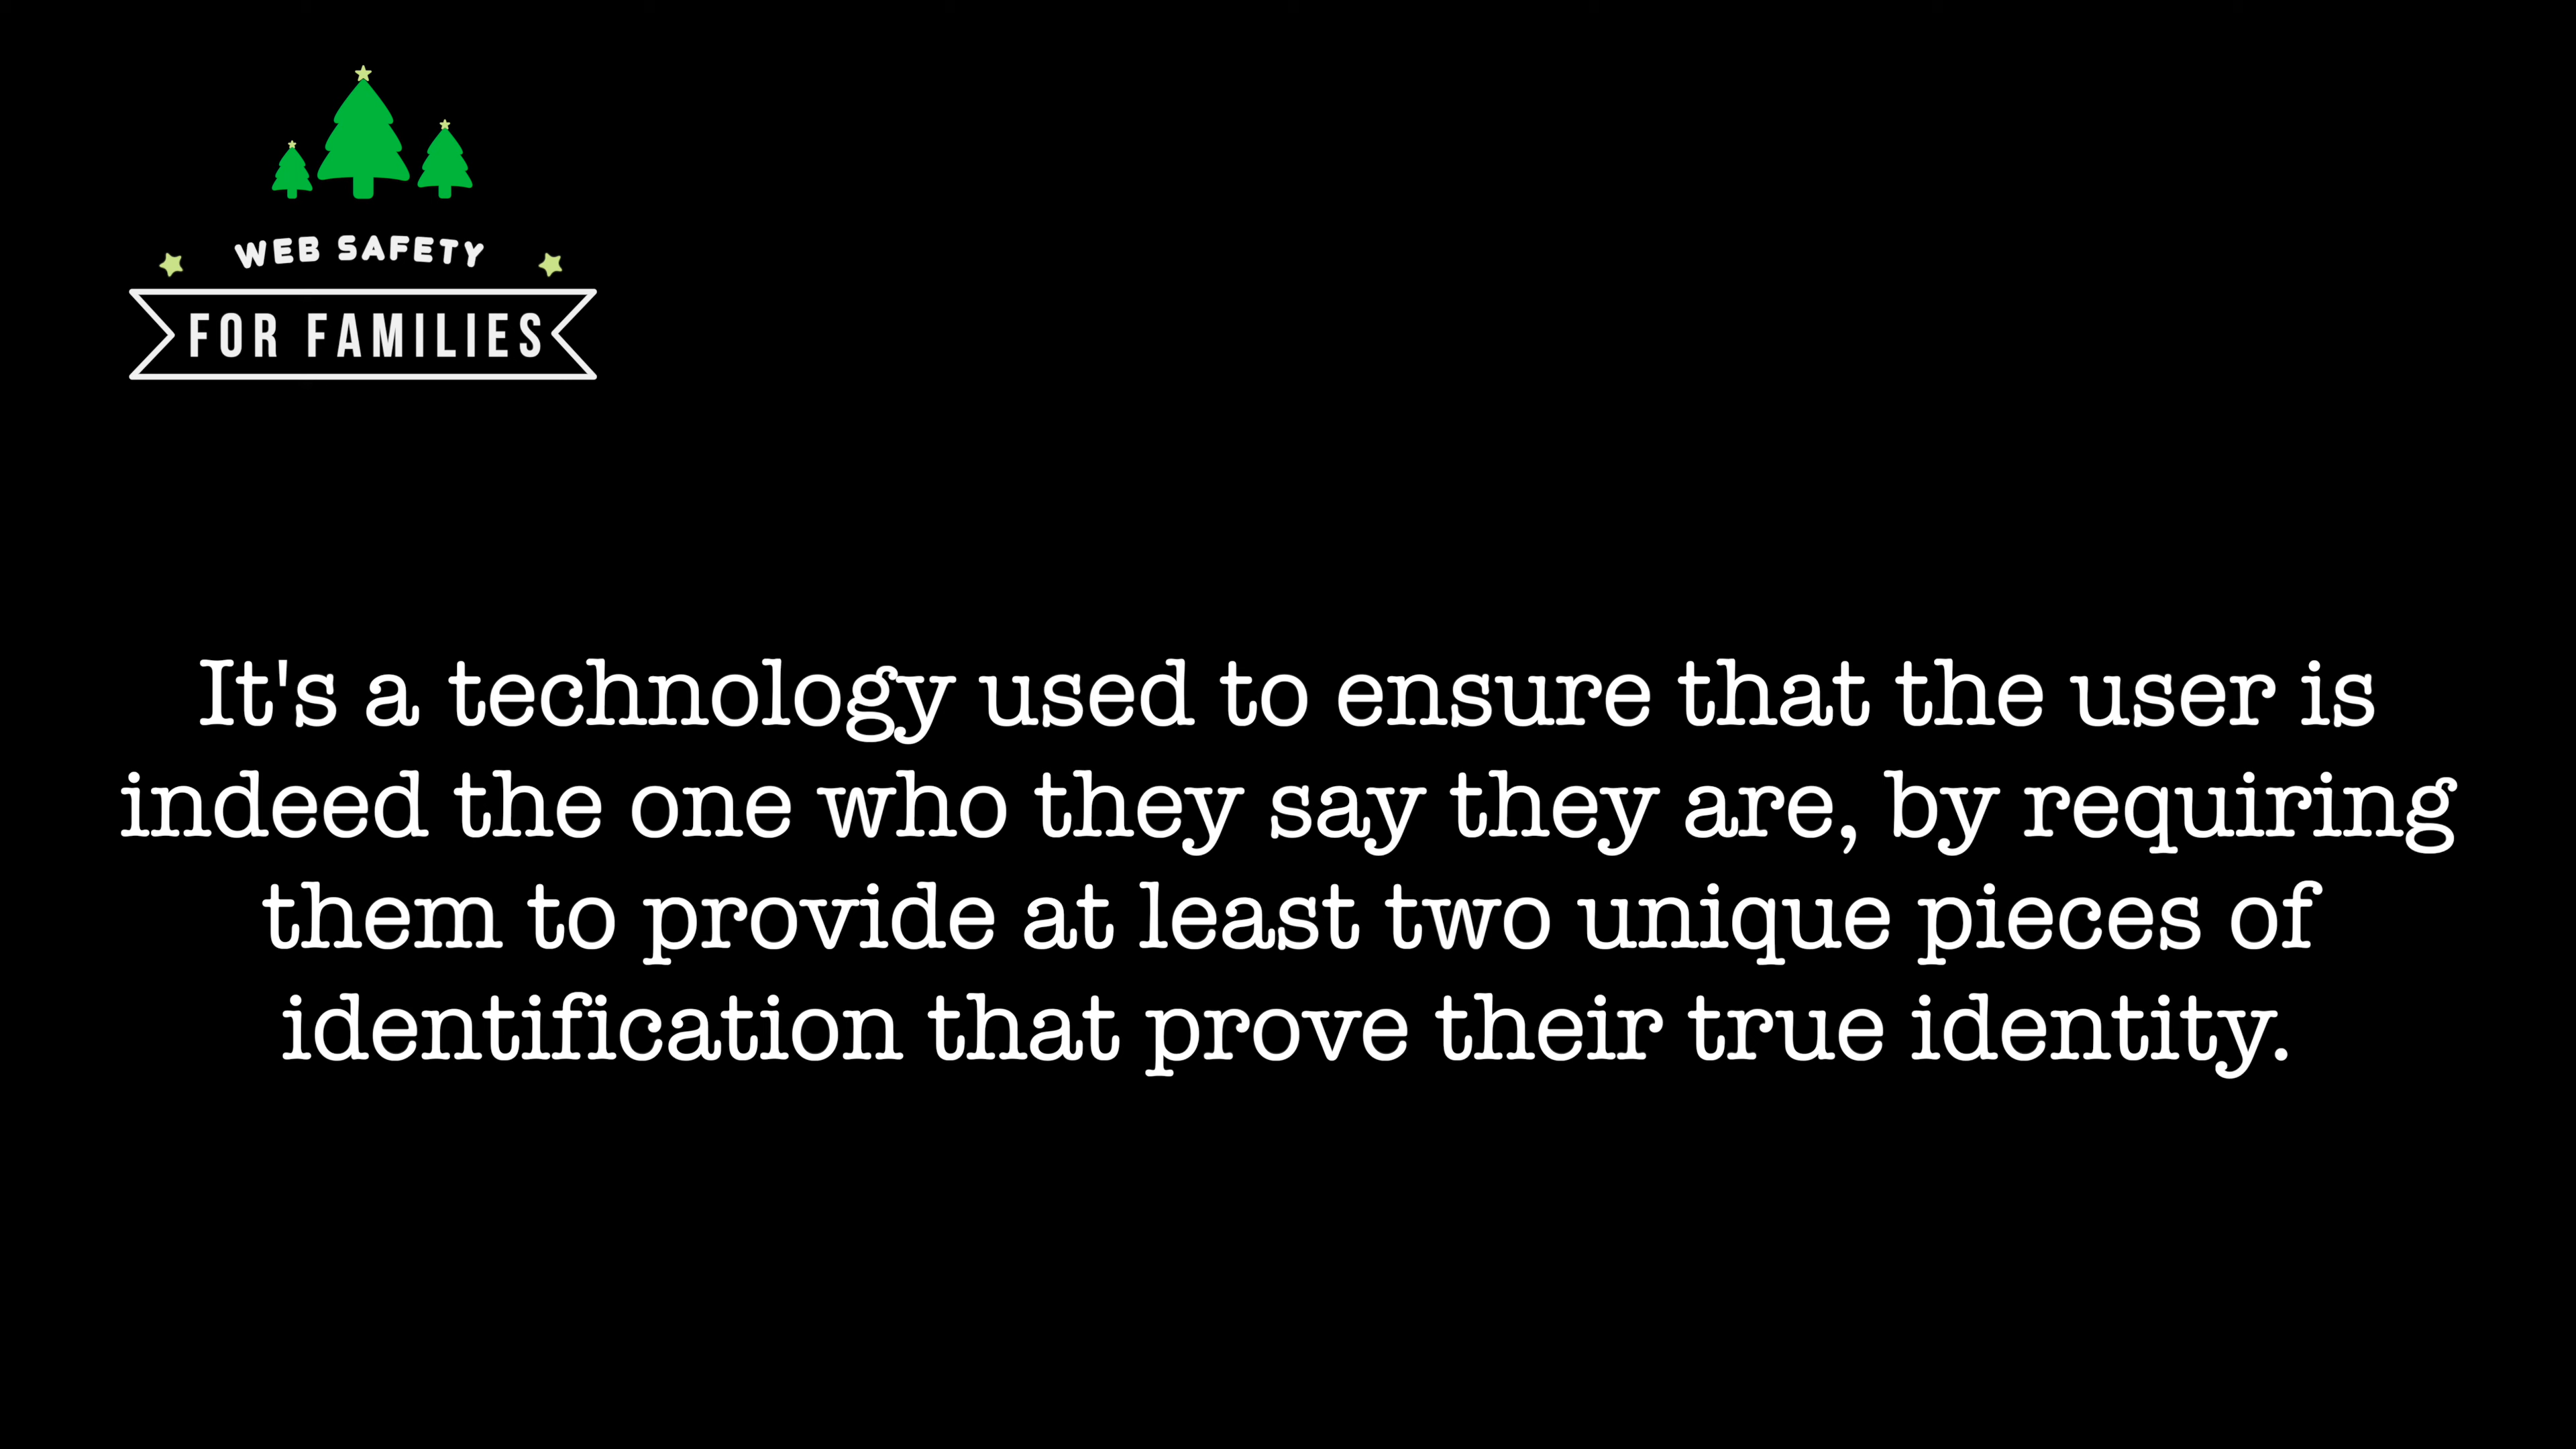 WEB SAFETY
FOR FAMILIES
It's a technology used to ensure that the user is
indeed the one who they say they are, by requiring
them to provide at least two unique pieces of
identification that prove their true identity.